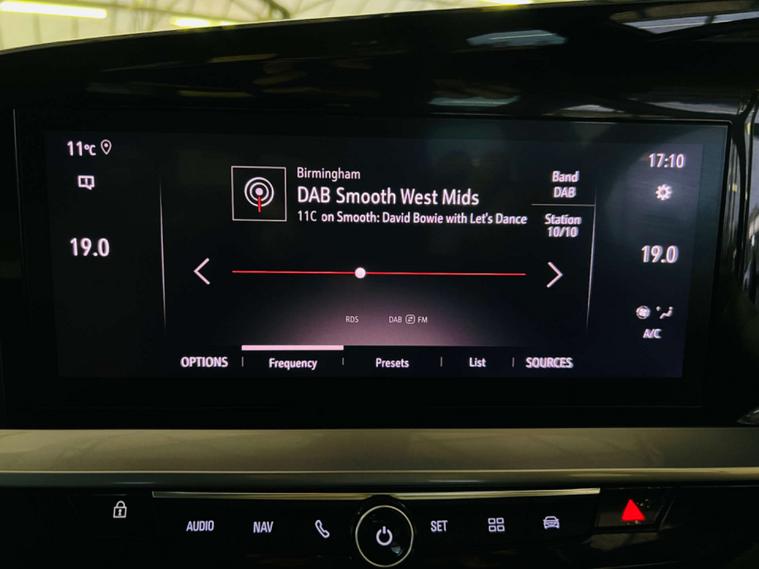 11°C
17:10
Birmingham
DAB Smooth West Mids
11C on Smooth: David Bowie with Let's Dance
Band
DAB
Station
10/10
19.0
19.0
RDS
DAB FM
A/C
OPTIONS
Frequency
Presets
List
SOURCES
AUDIO
NAV
SET